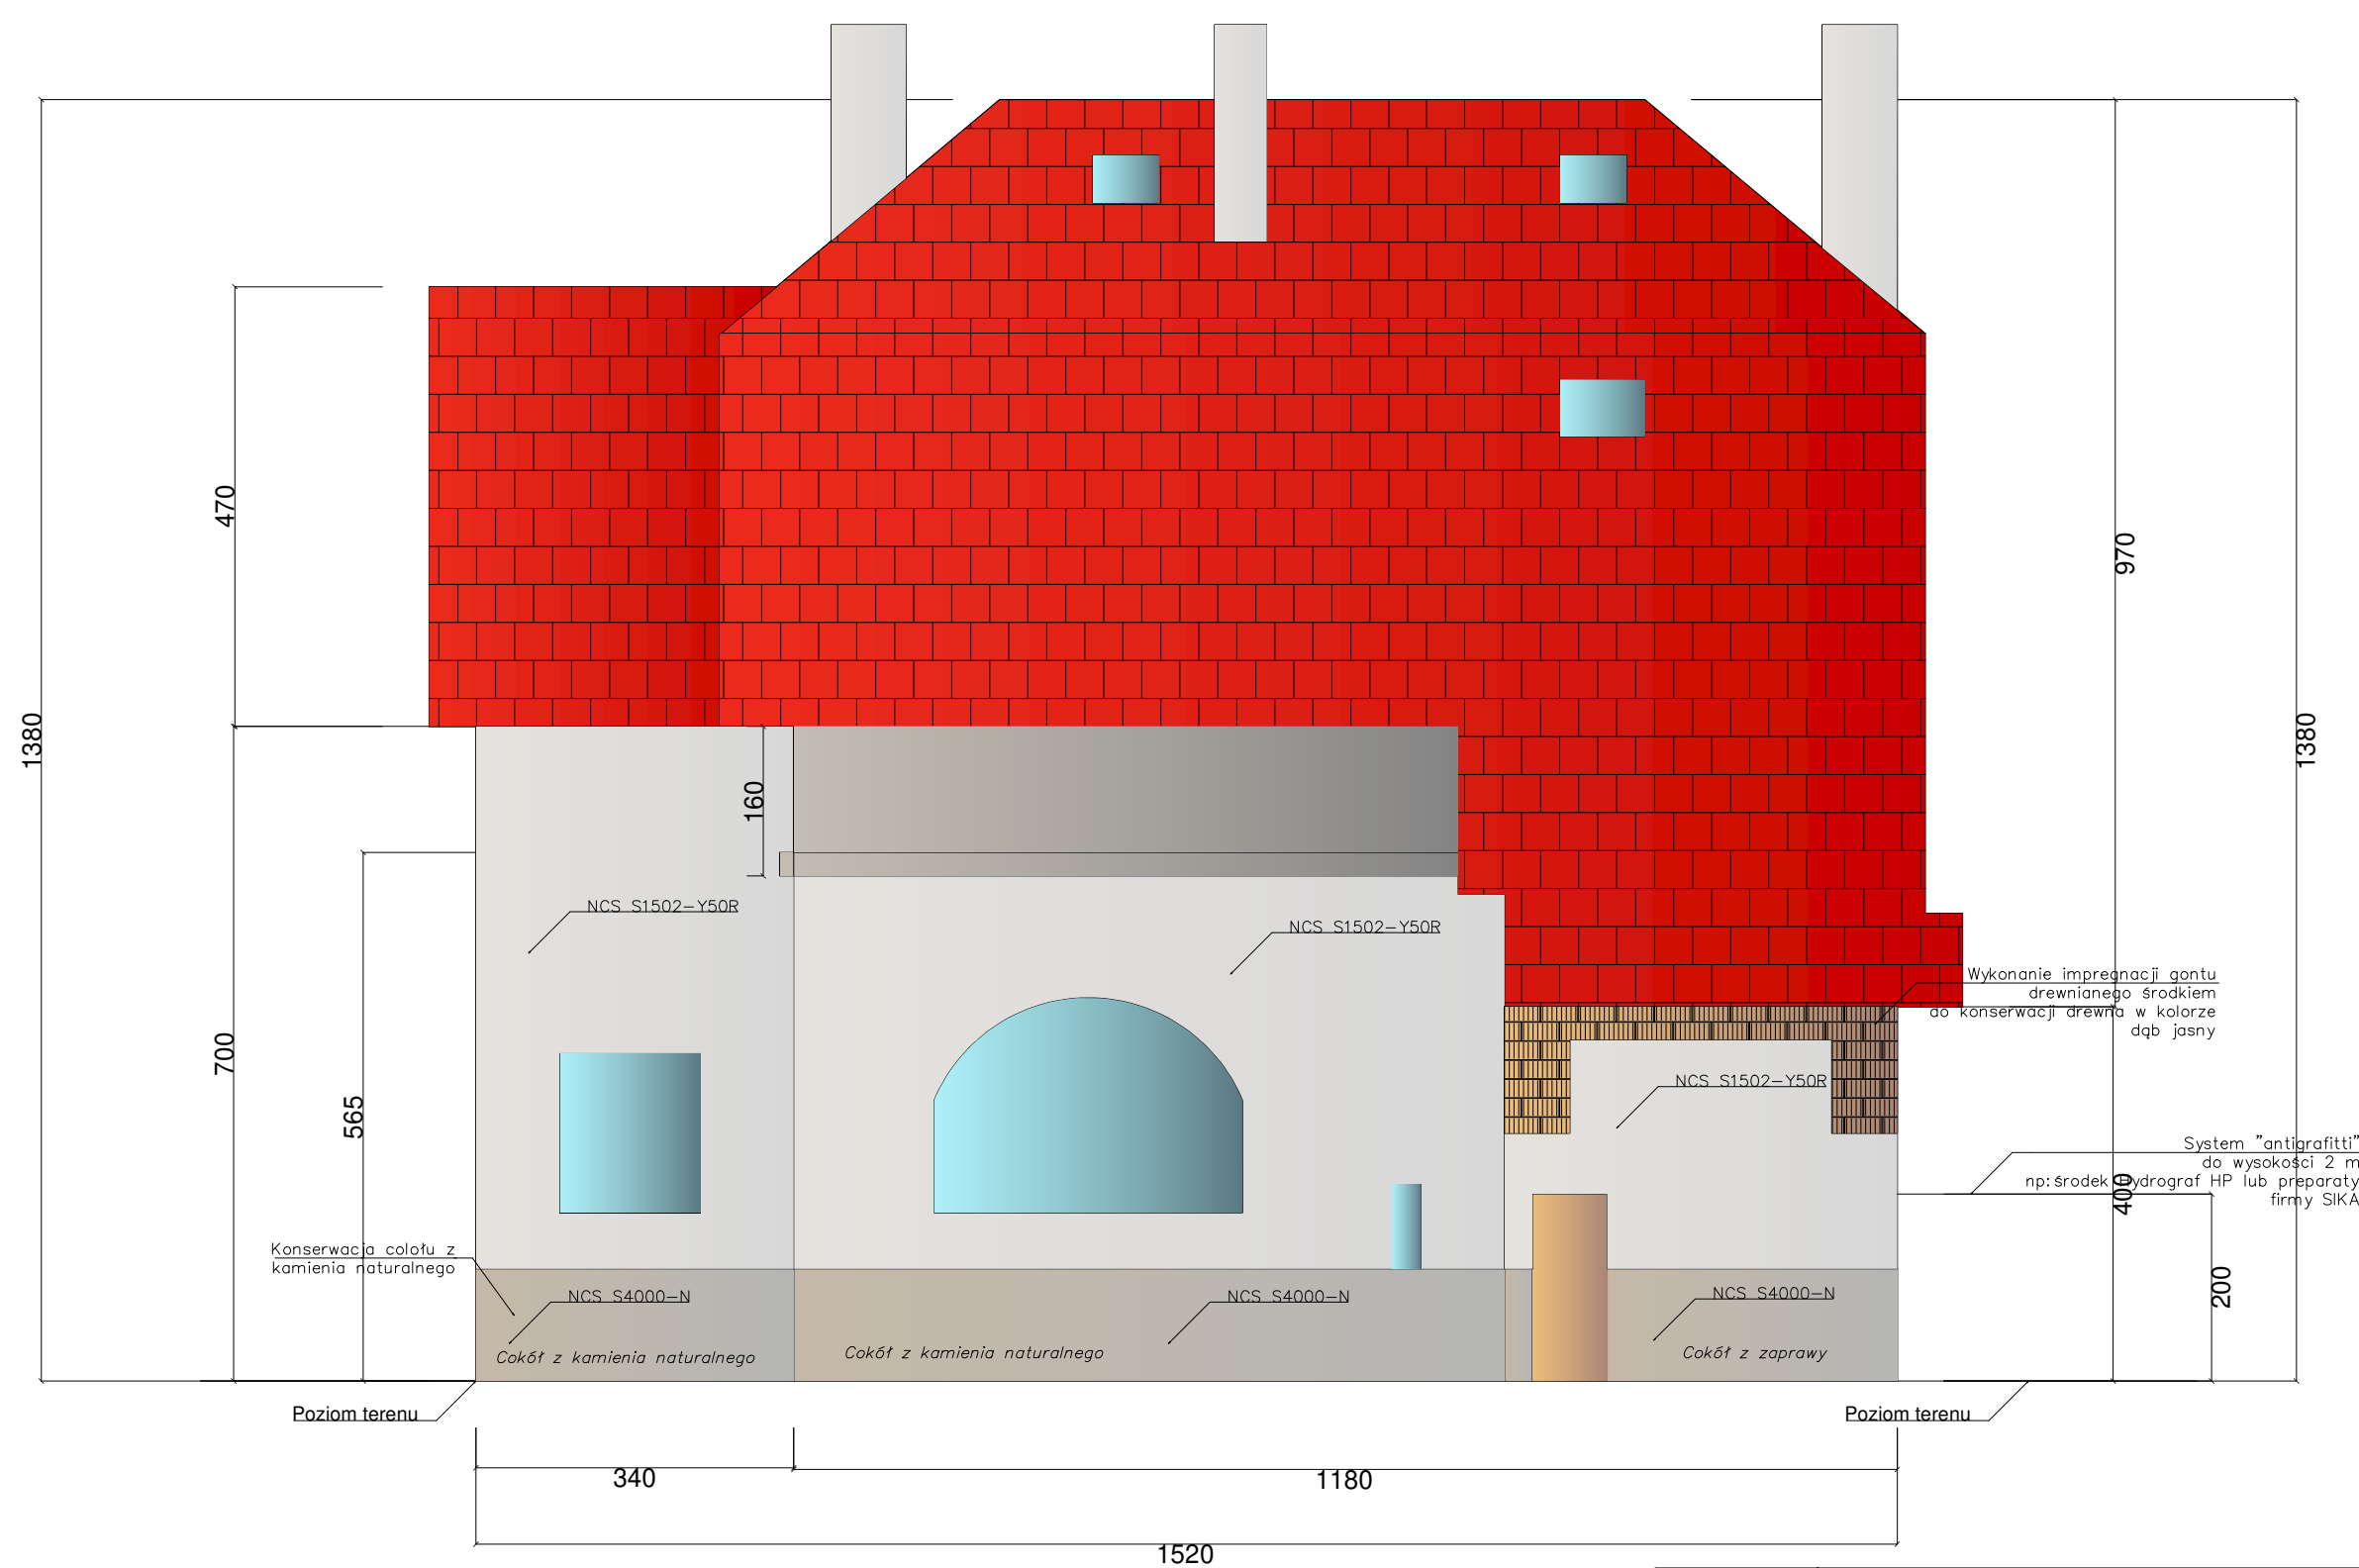 470
970
1380
1380
160
NCS S1502-Y50R
NCS S1502-Y50R
Wykonanie impregnacji gontu
drewnianego środkiem
do konserwacji drewna w kolorze
dąb jasny
700
565
NCS S1502-Y50R
System "antigrafitti"
do wysokości 2 m
np:środek Hydrograf HP lub preparaty
firmy SIKA
400
Konserwacja colołu z
kamienia naturalnego
200
NCS S4000-N
NCS S4000-N
NCS S4000-N
Cokół z kamienia naturalnego
Cokół z kamienia naturalnego
Cokół z zaprawy
Poziom terenu
Poziom terenu
340
1180
1520